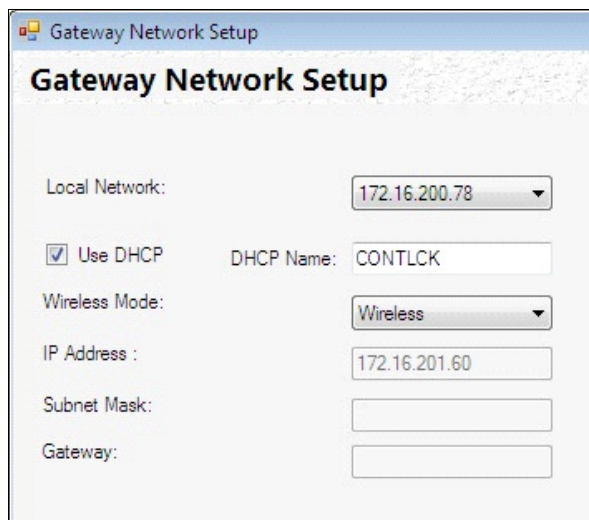 Gateway Network Setup
Gateway Network Setup
Local Network: 172.16.200.78
Use DHCP DHCP Name: CONTLCK
Wireless Mode: Wireless
IP Address : 172.16.201.60
Subnet Mask:
Gateway: